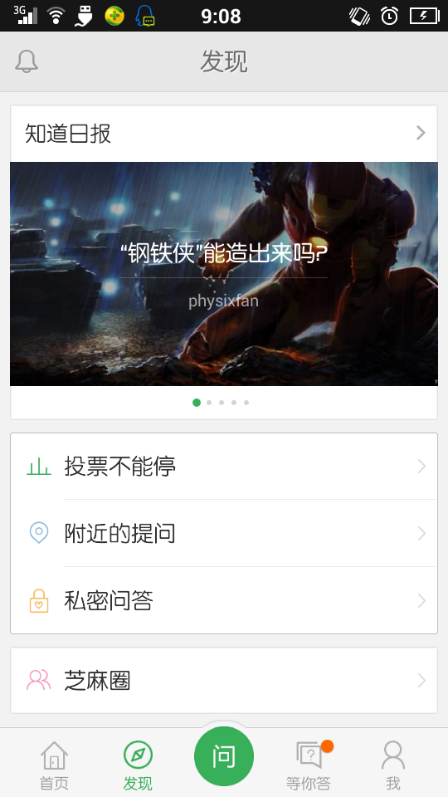 3G
9:08
发现
知道日报
“钢铁侠”能造出来吗?
physixfan
投票不能停
附近的提问
私密问答
芝麻圈
首页
发现
问
等你答
我